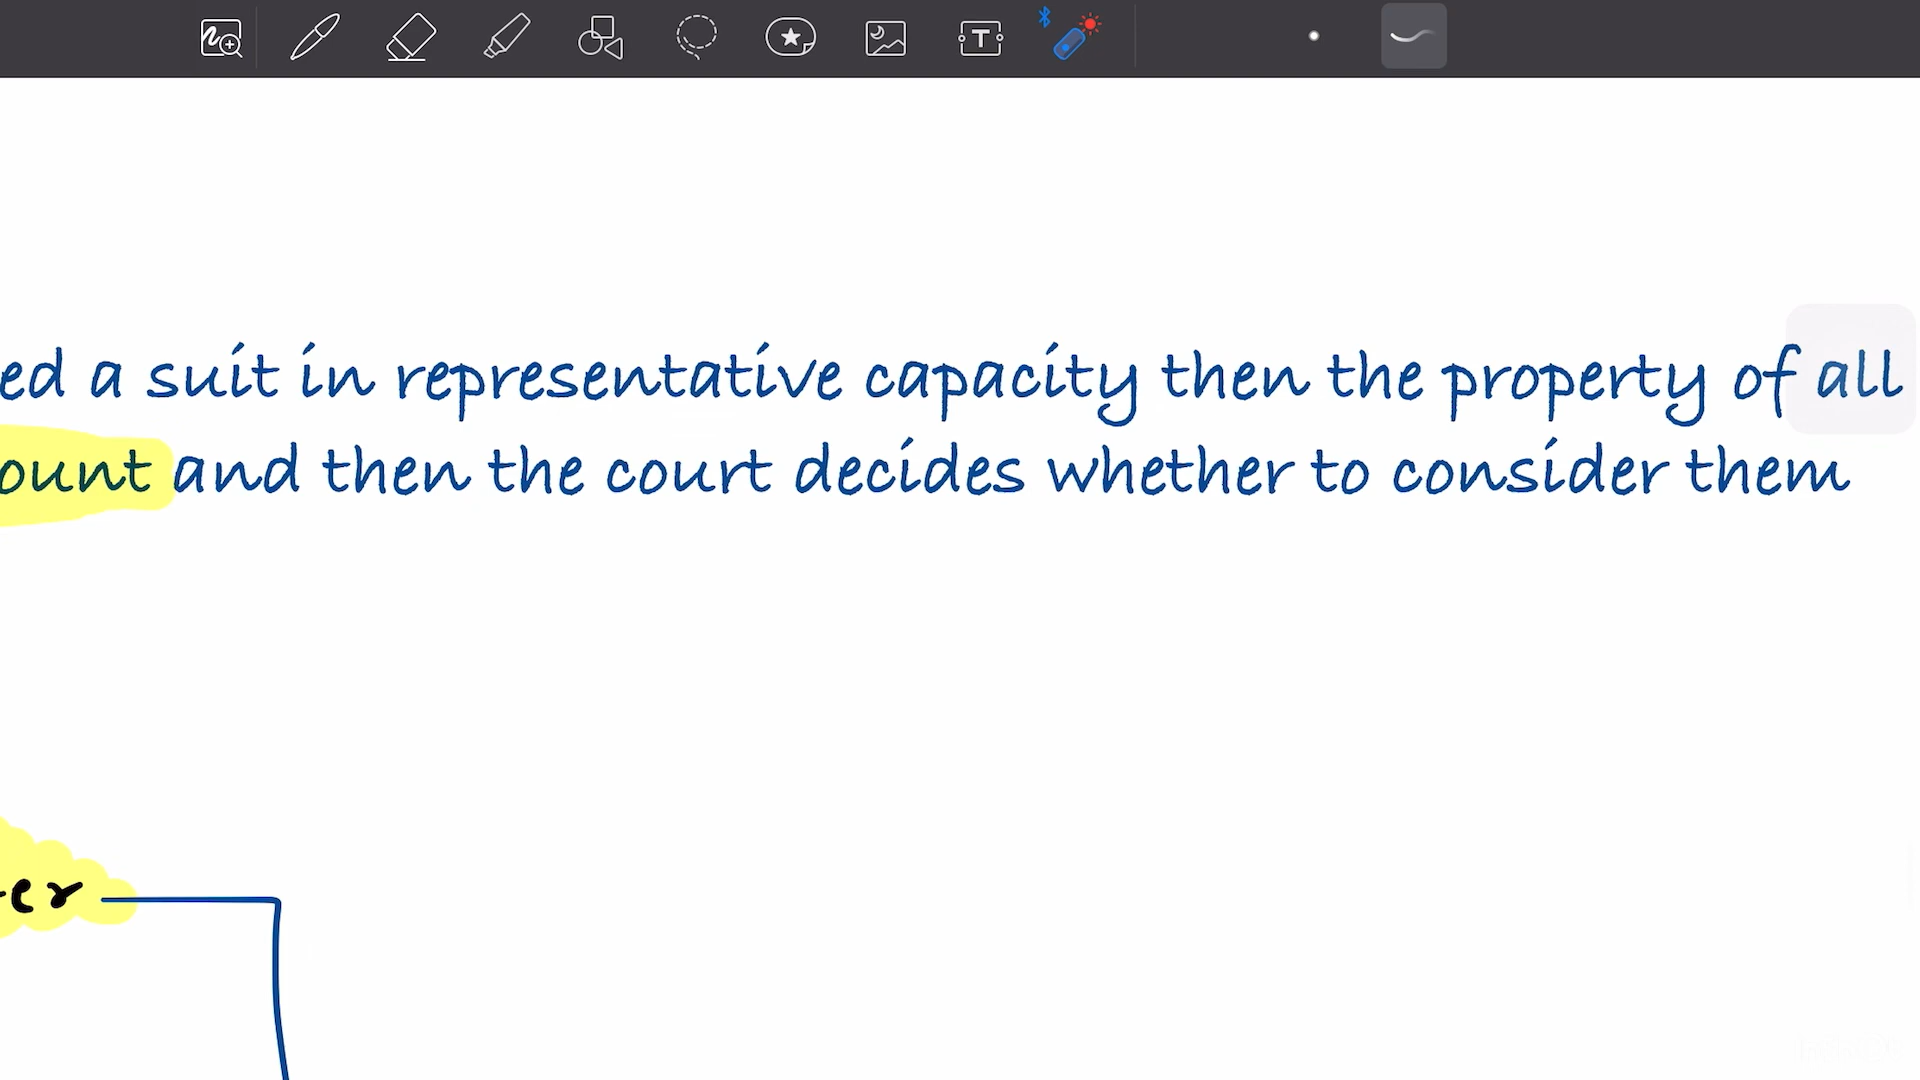 ed a suit in representative capacity then the property of all
ount and then the court decides whether to consider them
er